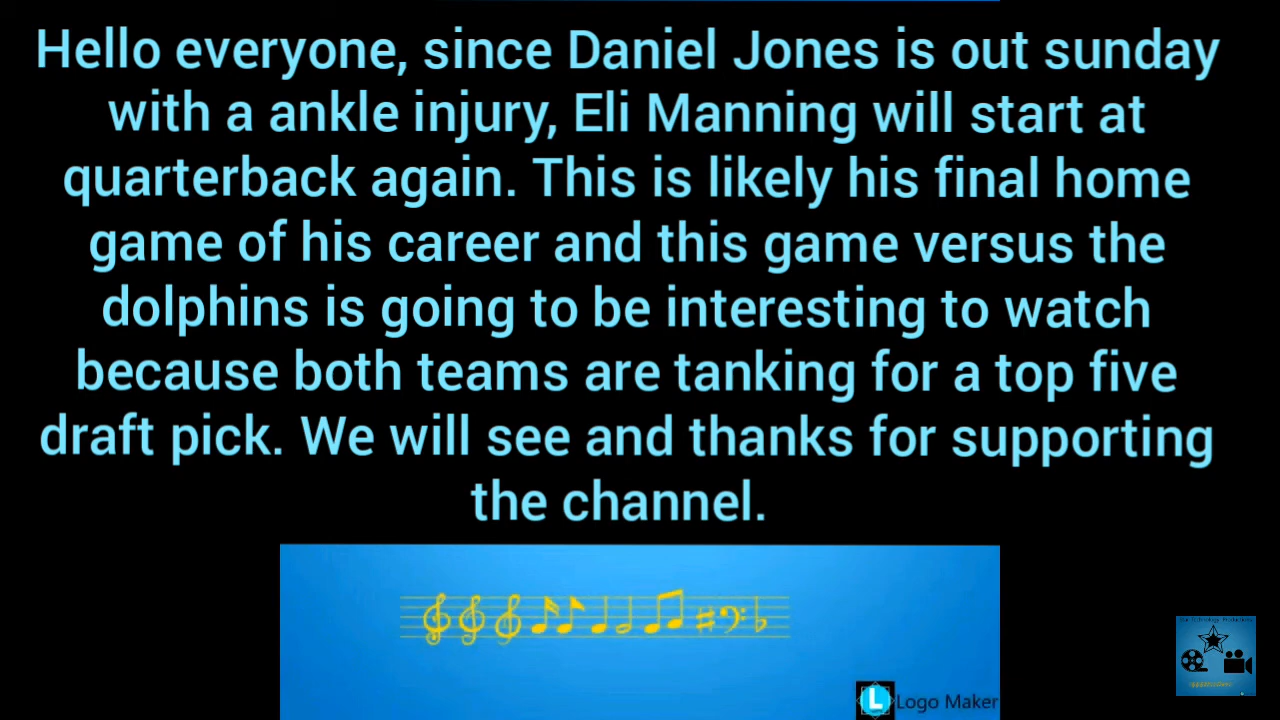 Hello everyone, since Daniel Jones is out sunday
with a ankle injury, Eli Manning will start at
quarterback again. This is likely his final home
game of his career and this game versus the
dolphins is going to be interesting to watch
because both teams are tanking for a top five
draft pick. We will see and thanks for supporting
the channel.
L Logo Maker